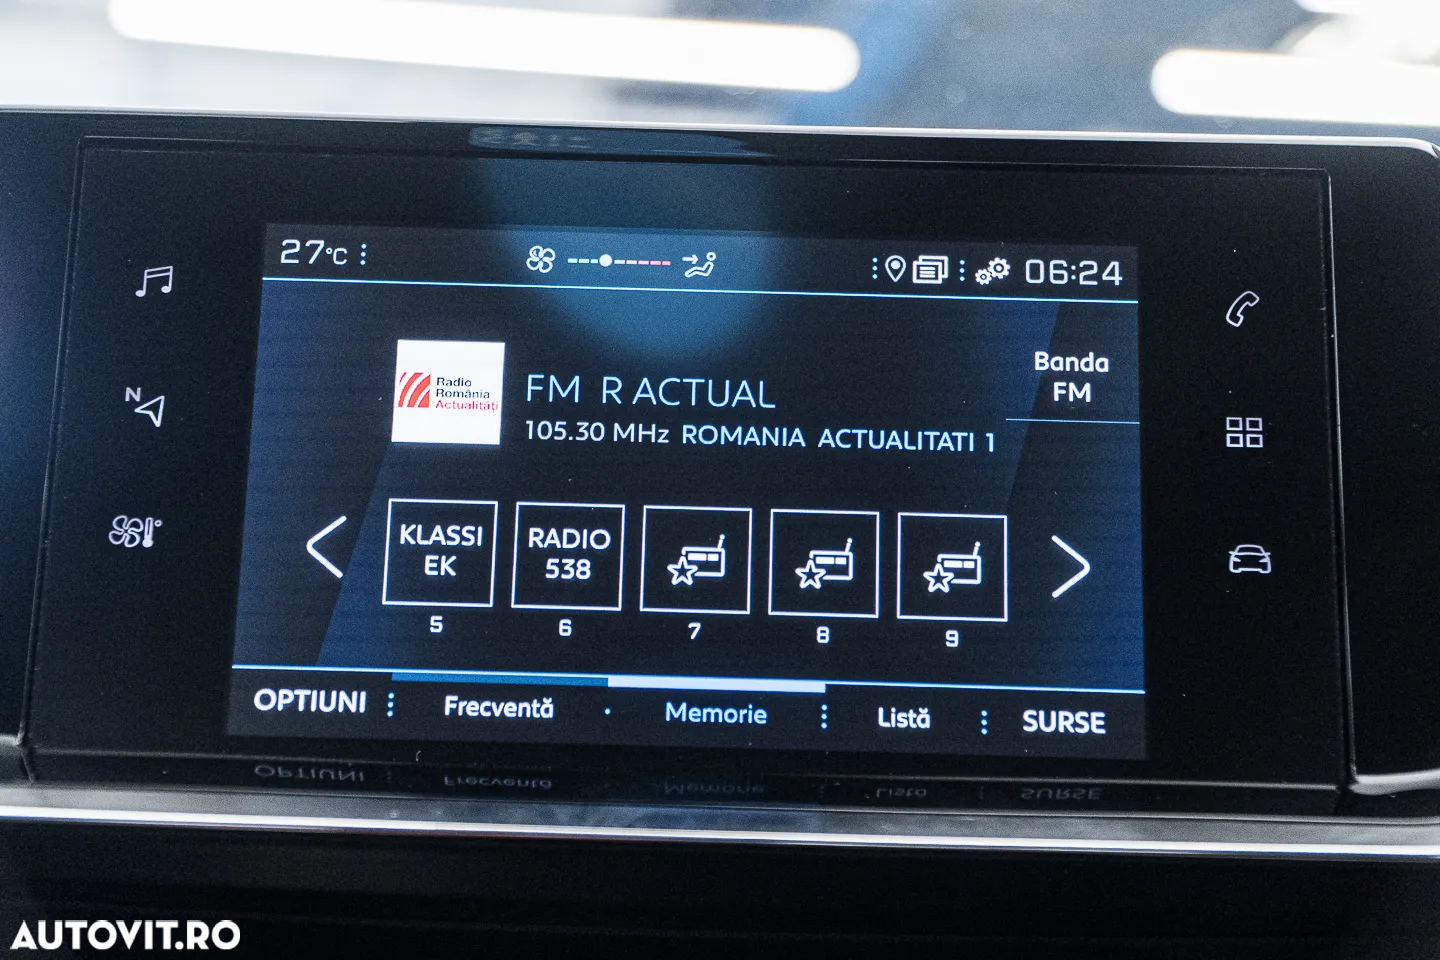 27°C
06:24
Banda
FM
Radio
România
Actualități
FM R ACTUAL
105.30 MHz ROMANIA ACTUALITATI 1
KLASSI
EK
RADIO
538
5
6
7
8
9
N
OPTIUNI
Frecventă
Memorie
Listă
SURSE
AUTOVIT.RO